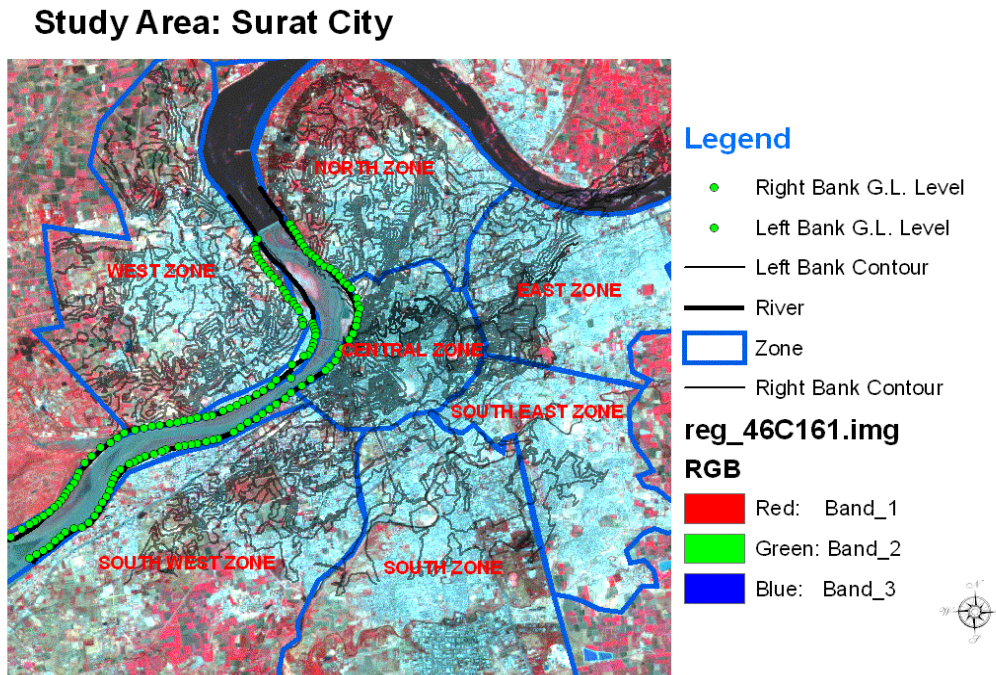 Study Area: Surat City
NORTH ZONE
WEST ZONE
EAST ZONE
CENTRAL ZONE
SOUTH EAST ZONE
SOUTH WEST ZONE
SOUTH ZONE
Legend
Right Bank G.L. Level
Left Bank G.L. Level
Left Bank Contour
River
Zone
Right Bank Contour
reg_46C161.img
RGB
Red: Band_1
Green: Band_2
Blue: Band_3
N
W